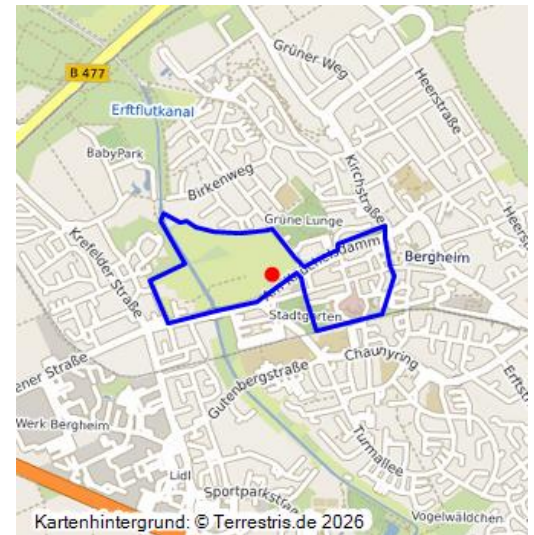 Grüner Weg
B 477
Heerstraße
Erftflutkanal
BabyPark
Kirchstraße
Birkenweg
Grüne Lunge
Heers
Krefelder Straße
Bergheim
Stadtgarten
Chaunyring
ener Straße
Gutenbergstraße
Erftstr
Werk Bergheim
Turmallee
Lidl
Sportparkstra
Vogelwäldchen
Kartenhintergrund: © Terrestris.de 2026